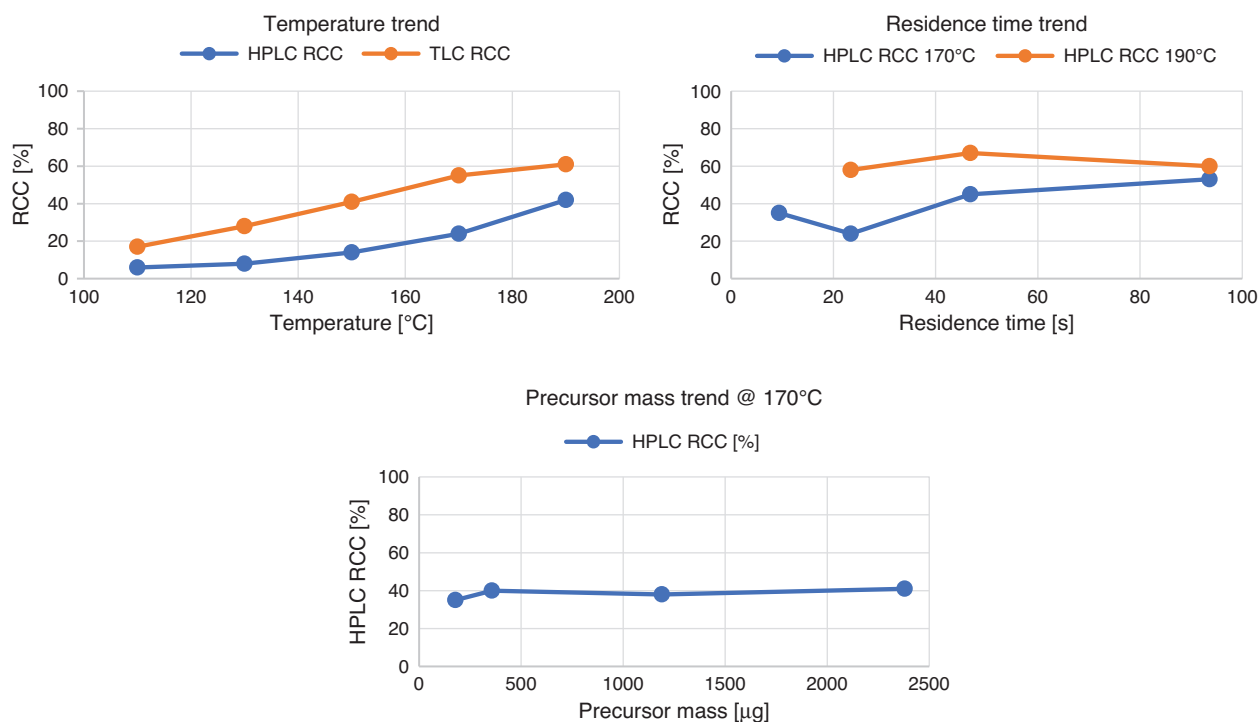 Temperature trend
HPLC RCC TLC RCC
100
80
60
40
20
0
RCC [%]
100 120 140 160 180 200
Temperature [°C]
Residence time trend
HPLC RCC 170°C HPLC RCC 190°C
100
80
60
40
20
0
RCC [%]
0 20 40 60 80 100
Residence time [s]
Precursor mass trend @ 170°C
HPLC RCC [%]
100
80
60
40
20
0
HPLC RCC [%]
0 500 1000 1500 2000 2500
Precursor mass [µg]